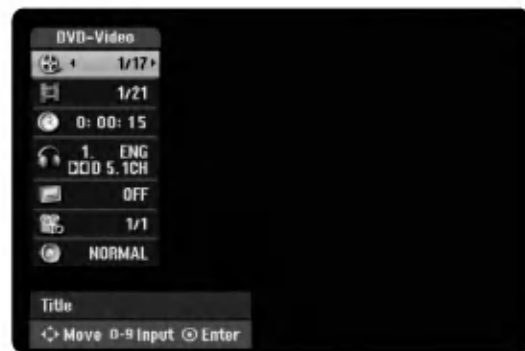 DVD-Video
1/17
1/21
0: 00: 15
1. ENG
D 5.1CH
OFF
1/1
NORMAL
Title
Move 0-9 Input Enter